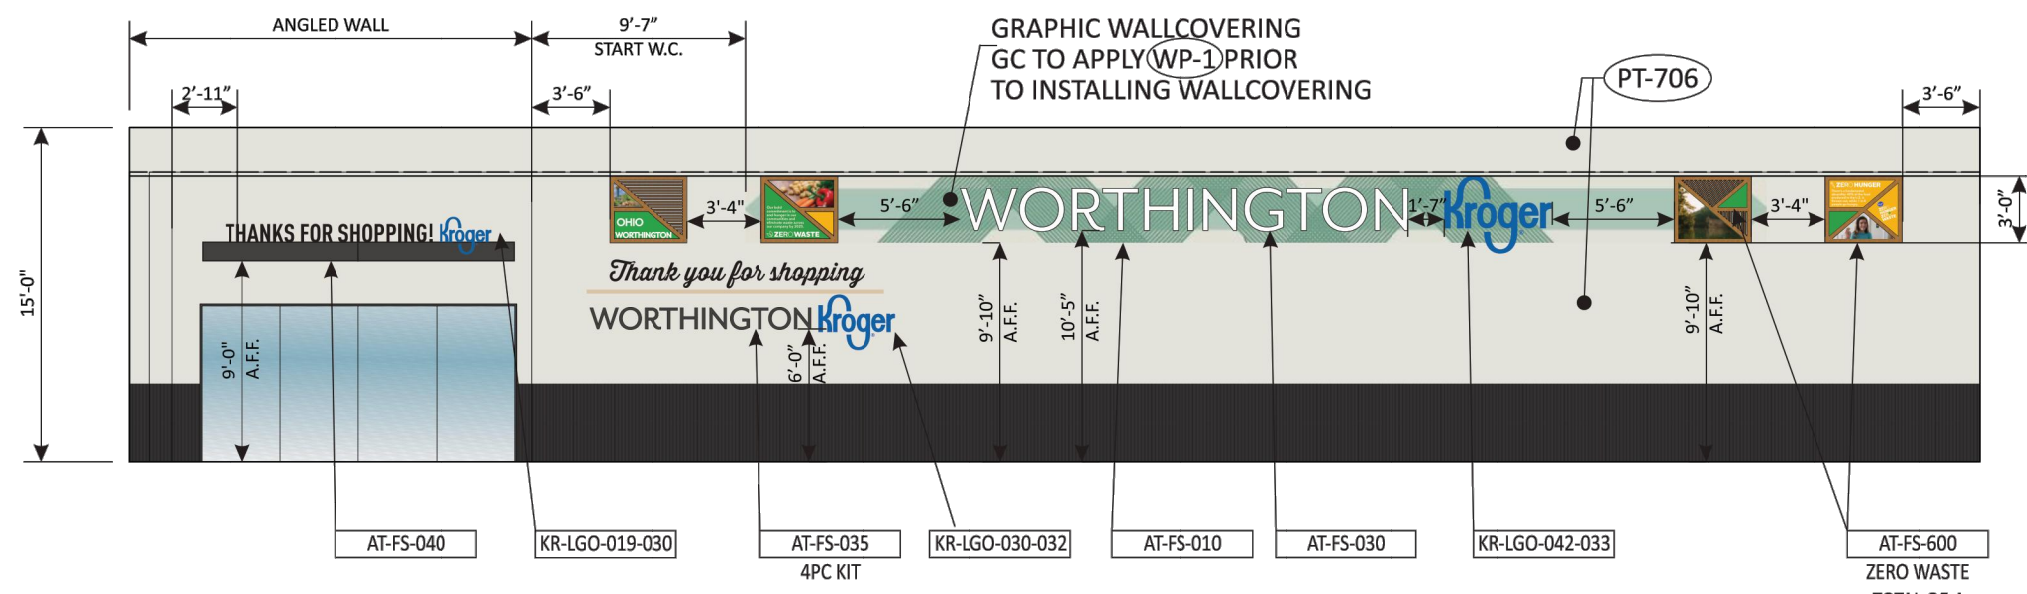 ANGLED WALL
9'-7"
START W.C.
GRAPHIC WALLCOVERING
GC TO APPLY WP-1 PRIOR
TO INSTALLING WALLCOVERING
PT-706
2'-11"
3'-6"
3'-6"
15'-0"
THANKS FOR SHOPPING! Kroger
OHIO
WORTHINGTON
3'-4"
ZERO WASTE
5'-6"
WORTHINGTON
1'-7"
Kroger
5'-6"
3'-4"
ZERO HUNGER
3'-0"
Thank you for shopping
WORTHINGTON Kroger
9'-0"
A.F.F.
6'-0"
A.F.F.
9'-10"
A.F.F.
10'-5"
A.F.F.
9'-10"
A.F.F.
AT-FS-040
KR-LGO-019-030
AT-FS-035
4PC KIT
KR-LGO-030-032
AT-FS-010
AT-FS-030
KR-LGO-042-033
AT-FS-600
ZERO WASTE